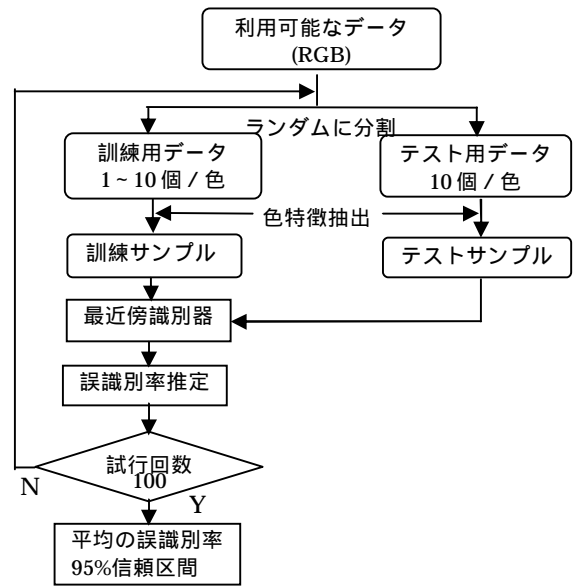 利用可能なデータ
(RGB)
ランダムに分割
訓練用データ
1~10個/色
テスト用データ
10個/色
色特徴抽出
訓練サンプル
テストサンプル
最近傍識別器
誤識別率推定
試行回数
100
N
Y
平均の誤識別率
95%信頼区間